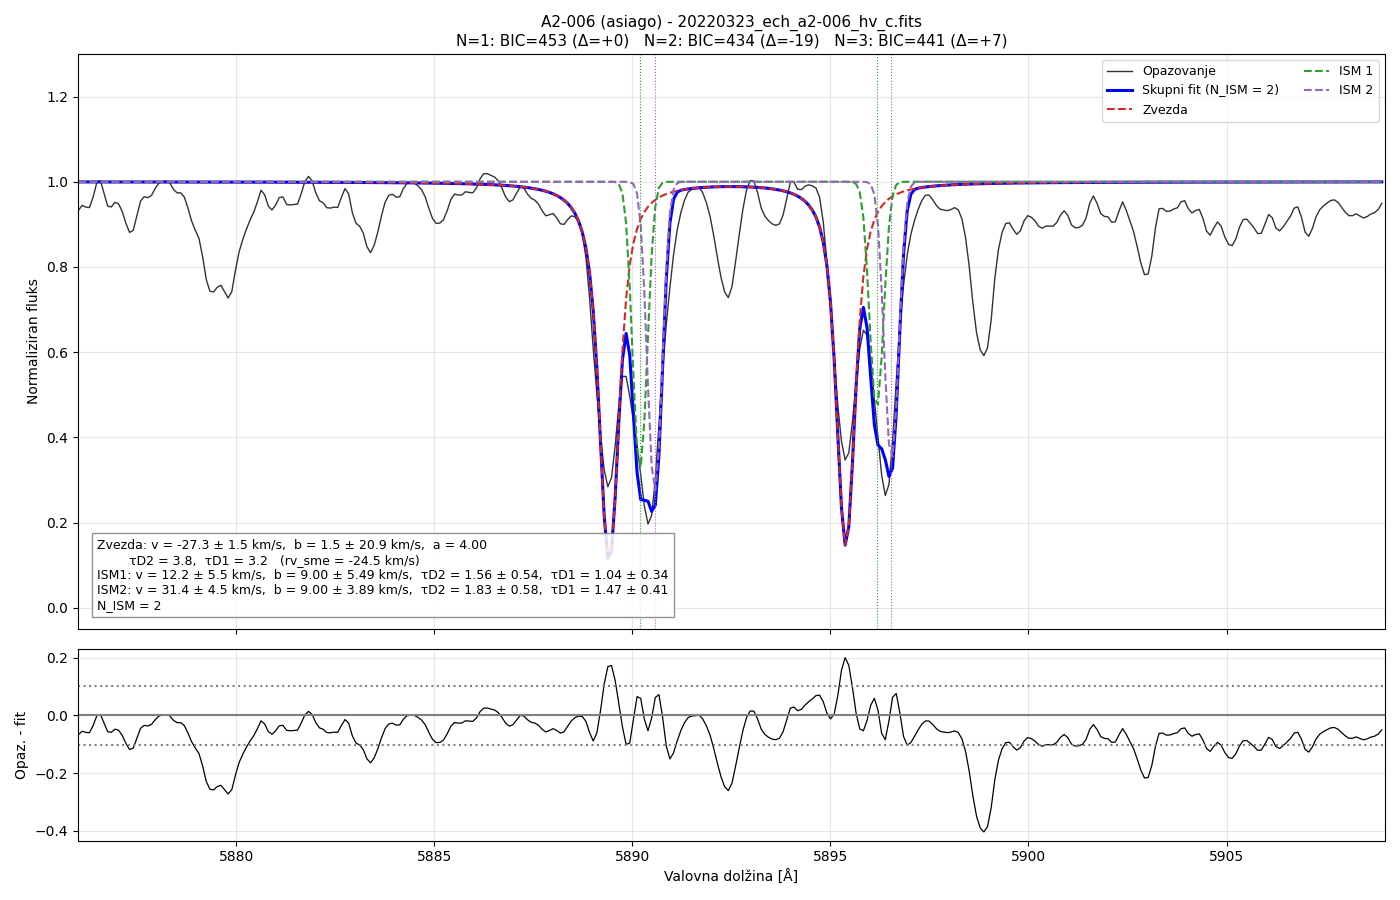 A2-006 (asiago) - 20220323_ech_a2-006_hv_c.fits
N=1: BIC=453 (Δ=+0)   N=2: BIC=434 (Δ=-19)   N=3: BIC=441 (Δ=+7)
Normaliziran fluks
1.2
1.0
0.8
0.6
0.4
0.2
0.0
Opazovanje
Skupni fit (N_ISM = 2)
Zvezda
ISM 1
ISM 2
Zvezda: v = -27.3 ± 1.5 km/s,  b = 1.5 ± 20.9 km/s,  a = 4.00
τD2 = 3.8,  τD1 = 3.2   (rv_sme = -24.5 km/s)
ISM1: v = 12.2 ± 5.5 km/s,  b = 9.00 ± 5.49 km/s,  τD2 = 1.56 ± 0.54,  τD1 = 1.04 ± 0.34
ISM2: v = 31.4 ± 4.5 km/s,  b = 9.00 ± 3.89 km/s,  τD2 = 1.83 ± 0.58,  τD1 = 1.47 ± 0.41
N_ISM = 2
Opaz. - fit
0.2
0.0
−0.2
−0.4
5880 5885 5890 5895 5900 5905
Valovna dolžina [Å]